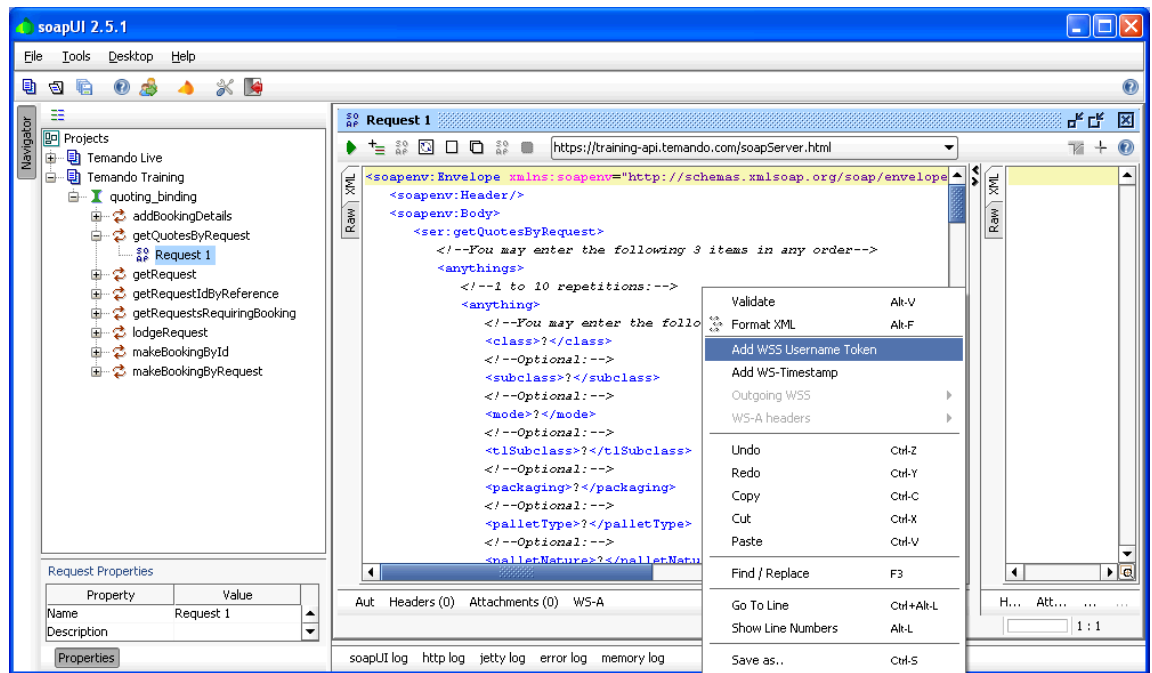 soapUI 2.5.1
File Tools Desktop Help
Navigator
Projects
Temando Live
Temando Training
quoting_binding
addBookingDetails
getQuotesByRequest
Request 1
getRequest
getRequestIdByReference
getRequestsRequiringBooking
lodgeRequest
makeBookingById
makeBookingByRequest
Request Properties
Property Value
Name Request 1
Description
Properties
Request 1
https://training-api.temando.com/soapServer.html
XML
Raw
<soapenv:Envelope xmlns:soapenv="http://schemas.xmlsoap.org/soap/envelope
<soapenv:Header/>
<soapenv:Body>
<ser:getQuotesByRequest>
<!--You may enter the following 3 items in any order-->
<anythings>
<!--1 to 10 repetitions:-->
<anything>
<!--You may enter the follo
<class>?</class>
<!--Optional:-->
<subclass>?</subclass>
<!--Optional:-->
<mode>?</mode>
<!--Optional:-->
<tlSubclass>?</tlSubclass>
<!--Optional:-->
<packaging>?</packaging>
<!--Optional:-->
<palletType>?</palletType>
<!--Optional:-->
<palletNature>?</palletNatu
Aut Headers (0) Attachments (0) WS-A
soapUI log http log jetty log error log memory log
Validate Alt-V
Format XML Alt-F
Add WSS Username Token
Add WS-Timestamp
Outgoing WSS
WS-A headers
Undo Ctrl-Z
Redo Ctrl-Y
Copy Ctrl-C
Cut Ctrl-X
Paste Ctrl-V
Find / Replace F3
Go To Line Ctrl+Alt-L
Show Line Numbers Alt-L
Save as.. Ctrl-S
XML
Raw
H... Att... ... ...
1 : 1